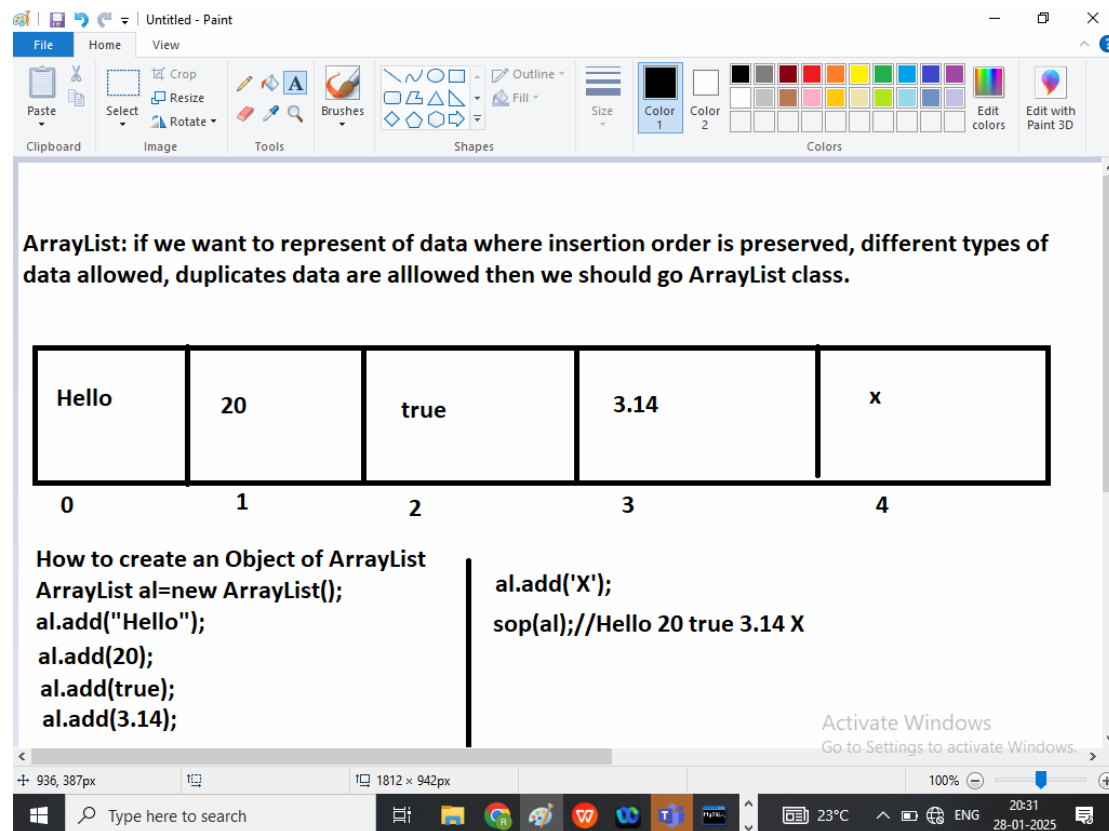 Untitled - Paint
File Home View
Paste
Select
Crop
Resize
Rotate
Brushes
Outline
Fill
Size
Color 1
Color 2
Edit colors
Edit with Paint 3D
Clipboard
Image
Tools
Shapes
Colors
ArrayList: if we want to represent of data where insertion order is preserved, different types of
data allowed, duplicates data are alllowed then we should go ArrayList class.
Hello 20 true 3.14 x
0 1 2 3 4
How to create an Object of ArrayList
ArrayList al=new ArrayList();
al.add("Hello");
al.add(20);
al.add(true);
al.add(3.14);
al.add('X');
sop(al);//Hello 20 true 3.14 X
Activate Windows
Go to Settings to activate Windows.
936, 387px
1812 × 942px
100%
Type here to search
23°C
ENG
20:31
28-01-2025